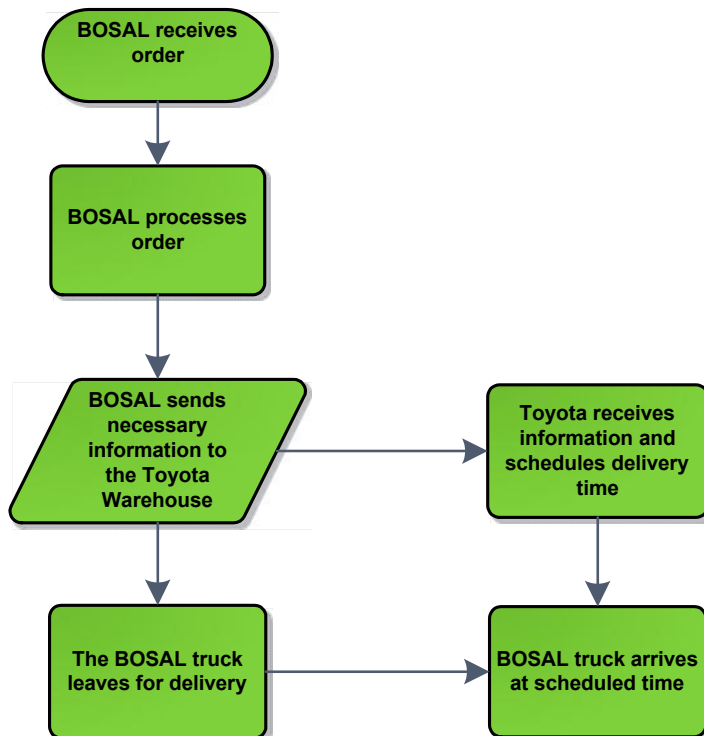 BOSAL receives
order
BOSAL processes
order
BOSAL sends
necessary
information to
the Toyota
Warehouse
Toyota receives
information and
schedules delivery
time
The BOSAL truck
leaves for delivery
BOSAL truck arrives
at scheduled time